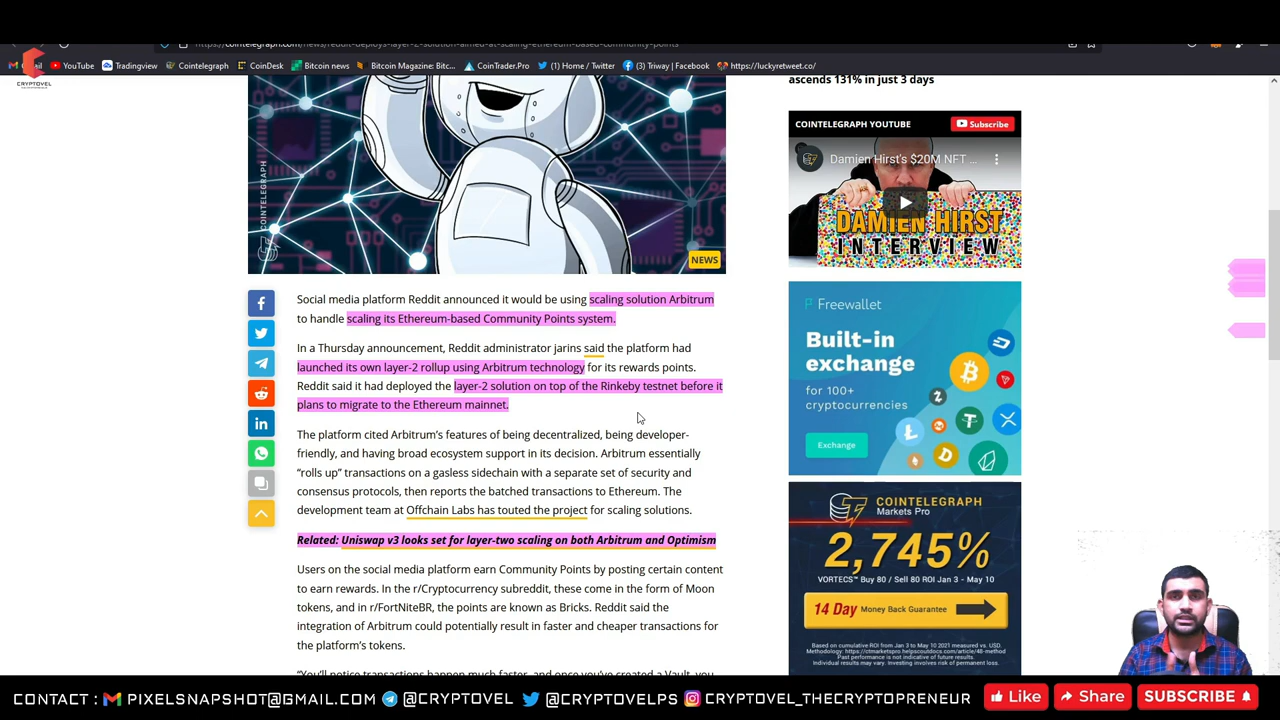 https://cointelegraph.com/news/reddit-deploys-layer-2-solution-aimed-at-scaling-ethereum-based-community-points
Gmail YouTube Tradingview Cointelegraph CoinDesk Bitcoin news Bitcoin Magazine: Bitc... CoinTrader.Pro (1) Home / Twitter (3) Triway | Facebook https://luckyretweet.co/
CRYPTOVEL
THECRYPTOPRENEUR
COINTELEGRAPH
NEWS
Social media platform Reddit announced it would be using scaling solution Arbitrum
to handle scaling its Ethereum-based Community Points system.
In a Thursday announcement, Reddit administrator jarins said the platform had
launched its own layer-2 rollup using Arbitrum technology for its rewards points.
Reddit said it had deployed the layer-2 solution on top of the Rinkeby testnet before it
plans to migrate to the Ethereum mainnet.
The platform cited Arbitrum’s features of being decentralized, being developer-
friendly, and having broad ecosystem support in its decision. Arbitrum essentially
“rolls up” transactions on a gasless sidechain with a separate set of security and
consensus protocols, then reports the batched transactions to Ethereum. The
development team at Offchain Labs has touted the project for scaling solutions.
Related: Uniswap v3 looks set for layer-two scaling on both Arbitrum and Optimism
Users on the social media platform earn Community Points by posting certain content
to earn rewards. In the r/Cryptocurrency subreddit, these come in the form of Moon
tokens, and in r/FortNiteBR, the points are known as Bricks. Reddit said the
integration of Arbitrum could potentially result in faster and cheaper transactions for
the platform’s tokens.
ascends 131% in just 3 days
COINTELEGRAPH YOUTUBE
Subscribe
Damien Hirst's $20M NFT ...
DAMIEN HIRST
INTERVIEW
Freewallet
Built-in
exchange
for 100+
cryptocurrencies
Exchange
COINTELEGRAPH
Markets Pro
2,745%
VORTECS™ Buy 80 / Sell 80 ROI Jan 3 - May 10
14 Day Money Back Guarantee
Based on cumulative ROI from Jan 3 to May 10 2021 measured vs. USD.
Methodology: https://ctmarketspro.helpscoutdocs.com/article/48-method
Past performance is not indicative of future results.
Individual results may vary. Investing involves risk of permanent loss.
CONTACT : PIXELSNAPSHOT@GMAIL.COM @CRYPTOVEL @CRYPTOVELPS CRYPTOVEL_THECRYPTOPRENEUR
Like Share SUBSCRIBE